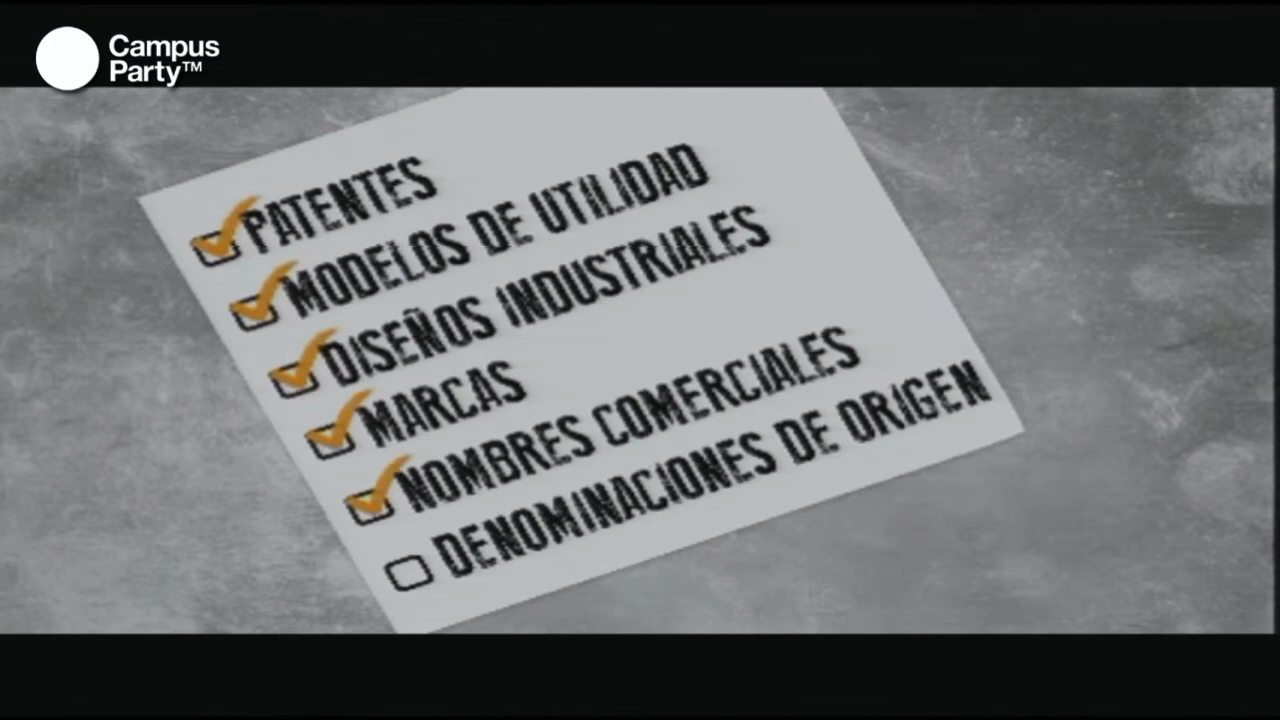 Campus
Party™
PATENTES
MODELOS DE UTILIDAD
DISEÑOS INDUSTRIALES
MARCAS
NOMBRES COMERCIALES
DENOMINACIONES DE ORIGEN